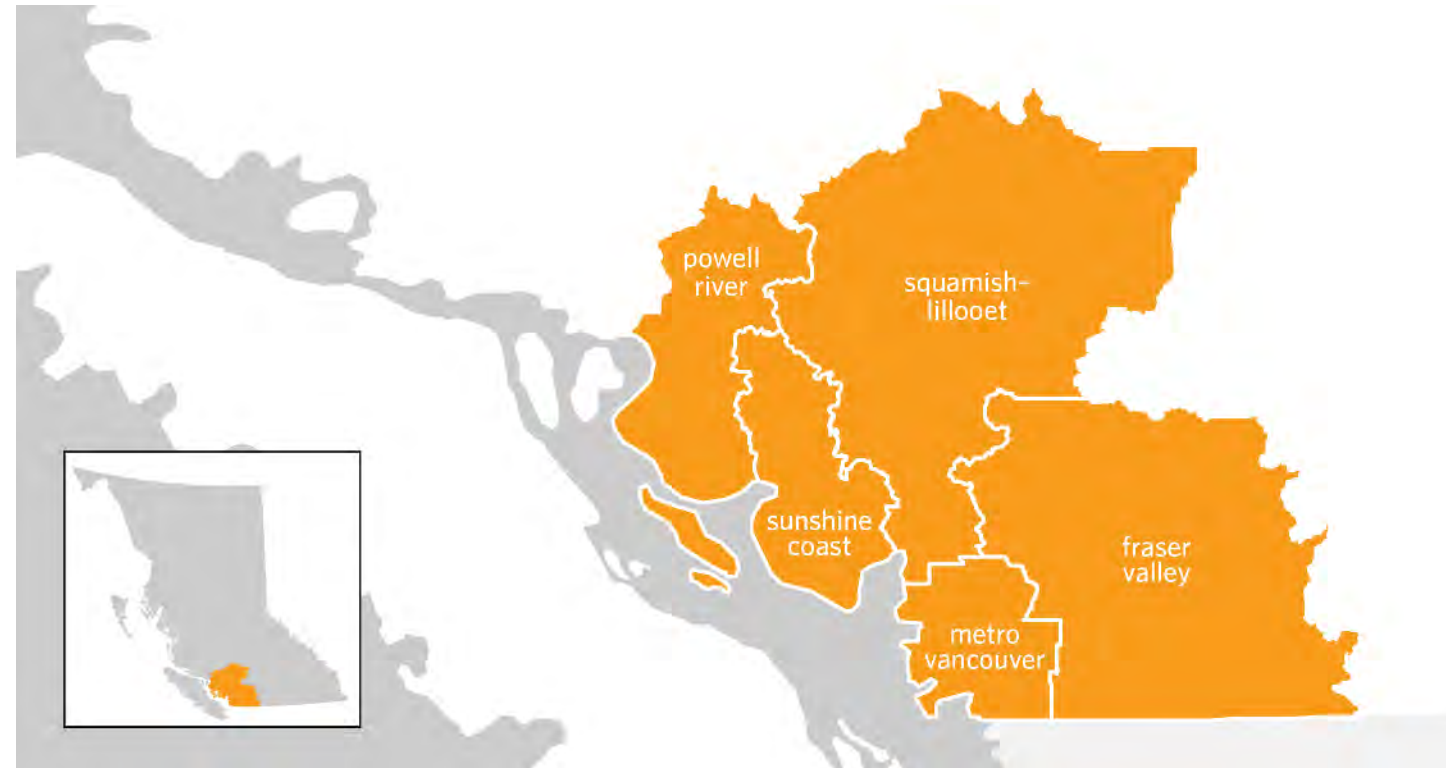 powell
river
squamish-
lillooet
sunshine
coast
fraser
valley
metro
vancouver